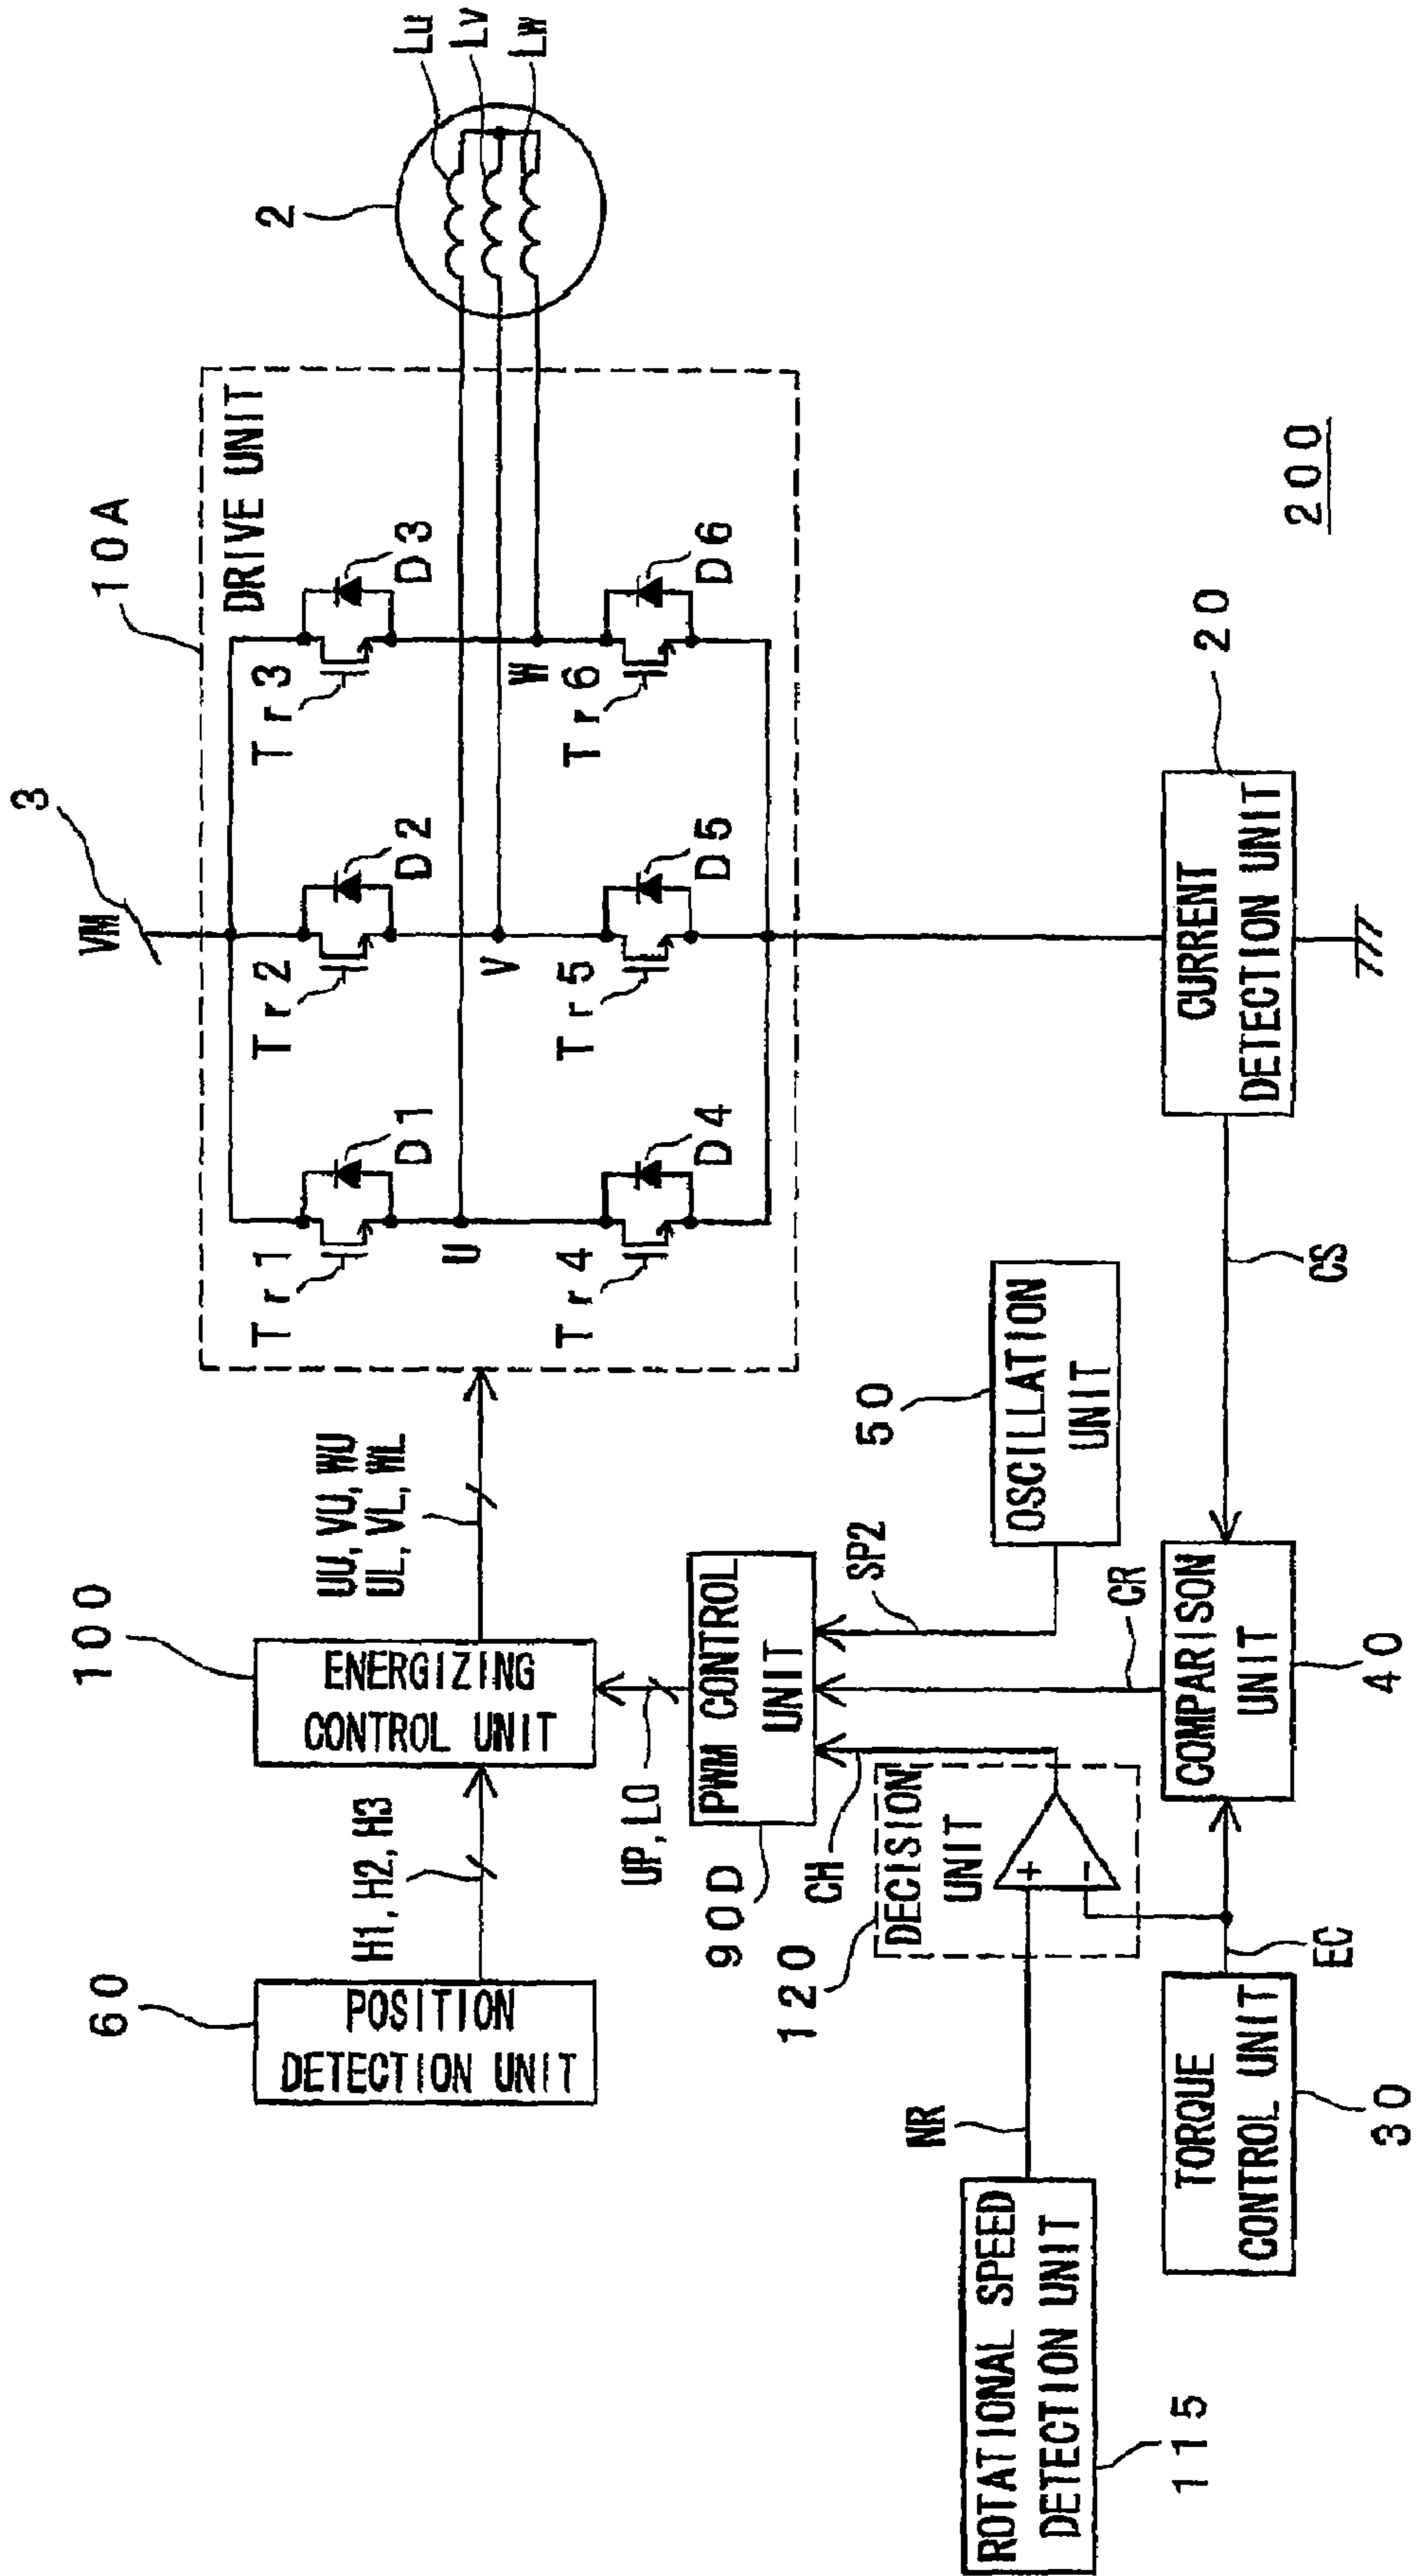 VM
3
10A
DRIVE UNIT
Tr1
D1
Tr2
D2
Tr3
D3
U
V
W
Tr4
D4
Tr5
D5
Tr6
D6
2
Lu
Lv
Lw
60
POSITION
DETECTION UNIT
H1, H2, H3
100
ENERGIZING
CONTROL UNIT
UU, VU, WU
UL, VL, WL
UP, LO
90D
PWM CONTROL
UNIT
50
OSCILLATION
UNIT
SP2
CH
CR
120
DECISION
UNIT
+
-
NR
115
ROTATIONAL SPEED
DETECTION UNIT
EC
30
TORQUE
CONTROL UNIT
40
COMPARISON
UNIT
CS
20
CURRENT
DETECTION UNIT
200